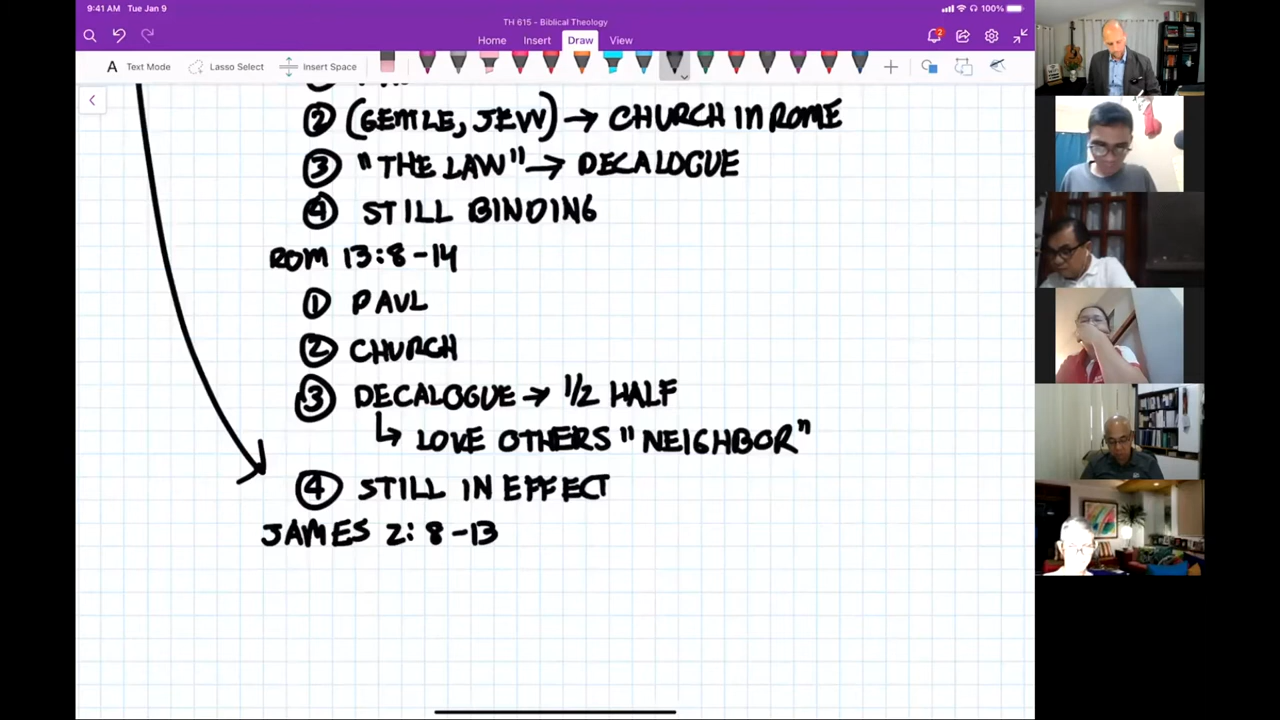 9:41 AM Tue Jan 9
100%
TH 615 - Biblical Theology
Home Insert Draw View
2
A Text Mode Lasso Select Insert Space
② (GENTILE, JEW) → CHURCH IN ROME
③ "THE LAW" → DECALOGUE
④ STILL BINDING
ROM 13:8-14
① PAUL
② CHURCH
③ DECALOGUE → 1/2 HALF
↳ LOVE OTHERS "NEIGHBOR"
④ STILL IN EFFECT
JAMES 2:8-13